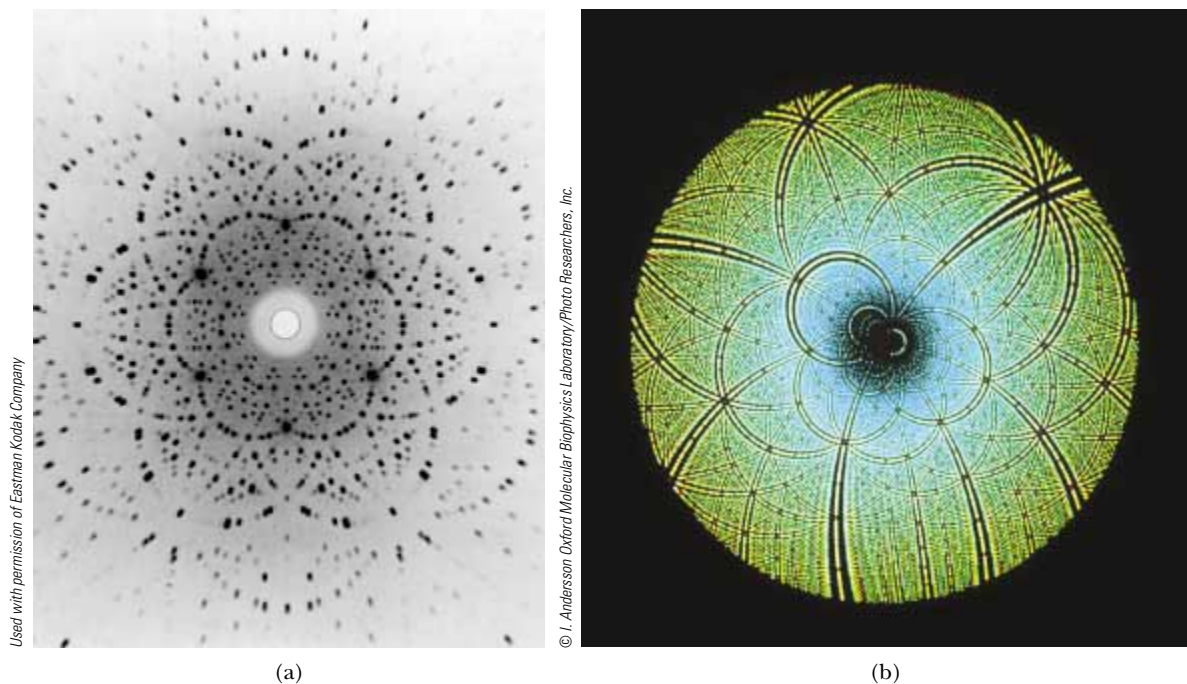 Used with permission of Eastman Kodak Company
© I. Andersson Oxford Molecular Biophysics Laboratory/Photo Researchers, Inc.
(a)
(b)